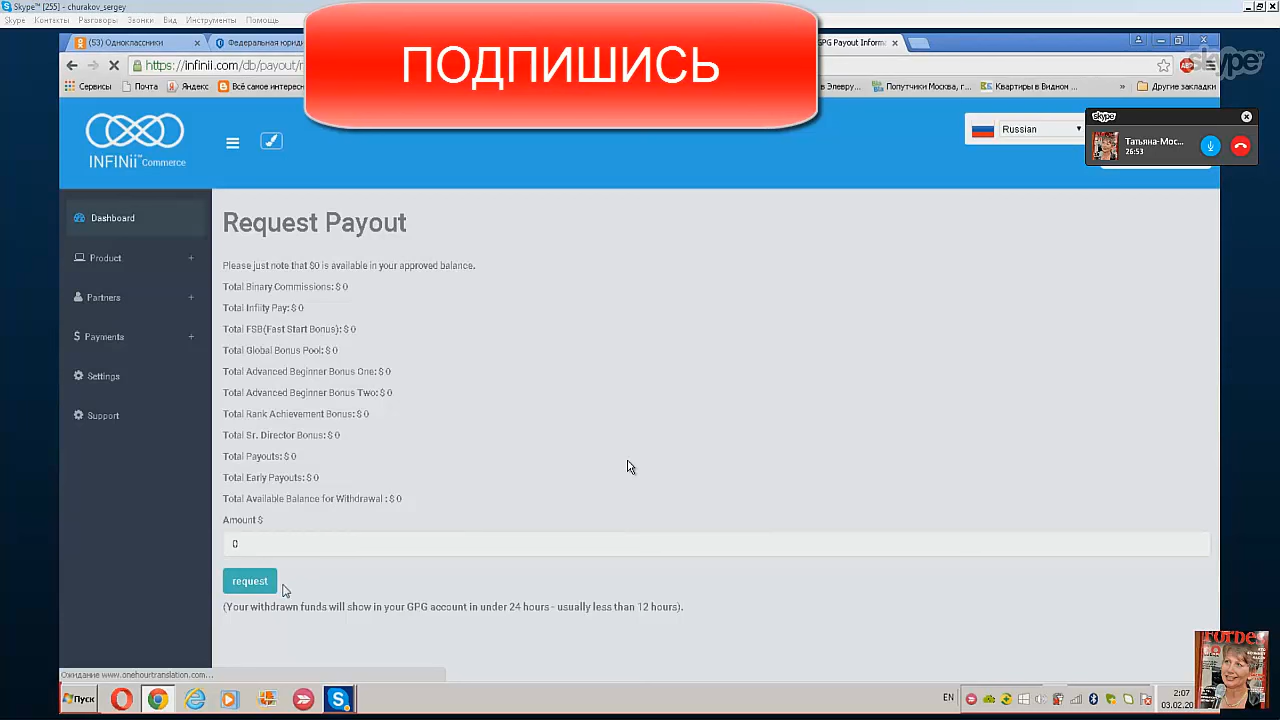 Skype™ [255] - churakov_sergey
Skype Контакты Разговоры Звонки Вид Инструменты Помощь
(53) Одноклассники
Федеральная юриди
GPG Payout Inform
ПОДПИШИСЬ
https://infinii.com/db/payout/r
skype
Сервисы
Почта
Яндекс
Всё самое интерес
в Элевру...
Попутчики Москва, г...
Квартиры в Видном ...
»
Другие закладки
INFINii™ Commerce
Russian
skype
Татьяна-Мос...
26:53
Dashboard
Product +
Partners +
$ Payments +
Settings
Support
Request Payout
Please just note that $0 is available in your approved balance.
Total Binary Commissions: $ 0
Total Infiity Pay: $ 0
Total FSB(Fast Start Bonus): $ 0
Total Global Bonus Pool: $ 0
Total Advanced Beginner Bonus One: $ 0
Total Advanced Beginner Bonus Two: $ 0
Total Rank Achievement Bonus: $ 0
Total Sr. Director Bonus: $ 0
Total Payouts: $ 0
Total Early Payouts: $ 0
Total Available Balance for Withdrawal : $ 0
Amount $
0
request
(Your withdrawn funds will show in your GPG account in under 24 hours - usually less than 12 hours).
Ожидание www.onehourtranslation.com...
Forbes
Пуск
EN
2:07
03.02.20